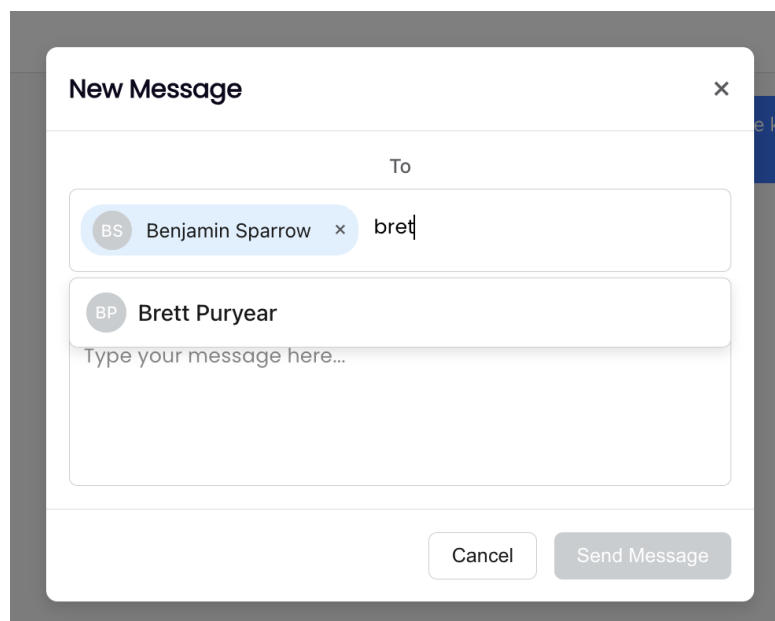 New Message ×
e k
To
BS Benjamin Sparrow × bret
BP Brett Puryear
Type your message here...
Cancel Send Message